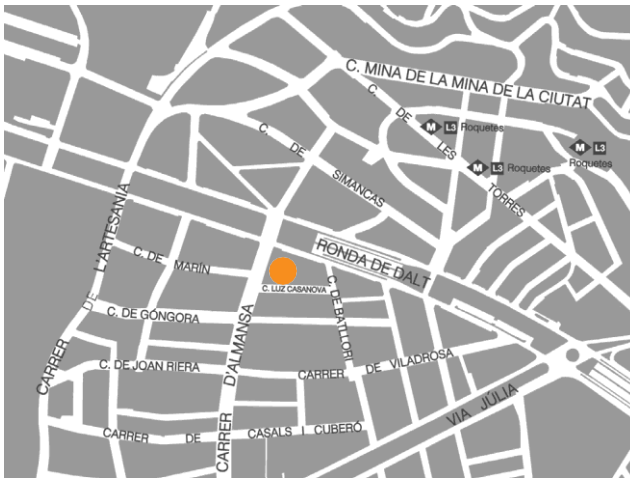 C. MINA DE LA MINA DE LA CIUTAT
C. DE LES TORRES
M L3 Roquetes
M L3
Roquetes
M L3 Roquetes
C. DE SIMANCAS
CARRER DE L'ARTESANIA
RONDA DE DALT
C. DE MARÍN
C. LUZ CASANOVA
C. DE BATLLORI
C. DE GÓNGORA
CARRER D'ALMANSA
C. DE JOAN RIERA
CARRER DE VILADROSA
VIA JÚLIA
CARRER DE CASALS I CUBERÓ